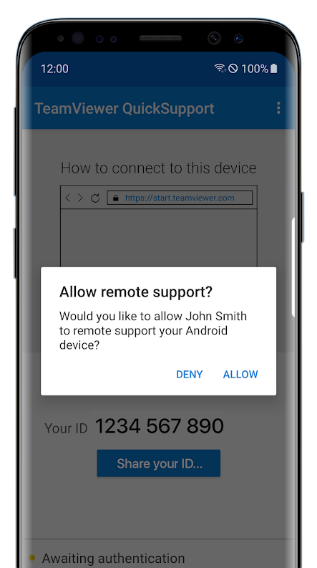 12:00 100%
TeamViewer QuickSupport
How to connect to this device
https://start.teamviewer.com
Allow remote support?
Would you like to allow John Smith
to remote support your Android
device?
DENY ALLOW
Your ID 1234 567 890
Share your ID...
Awaiting authentication